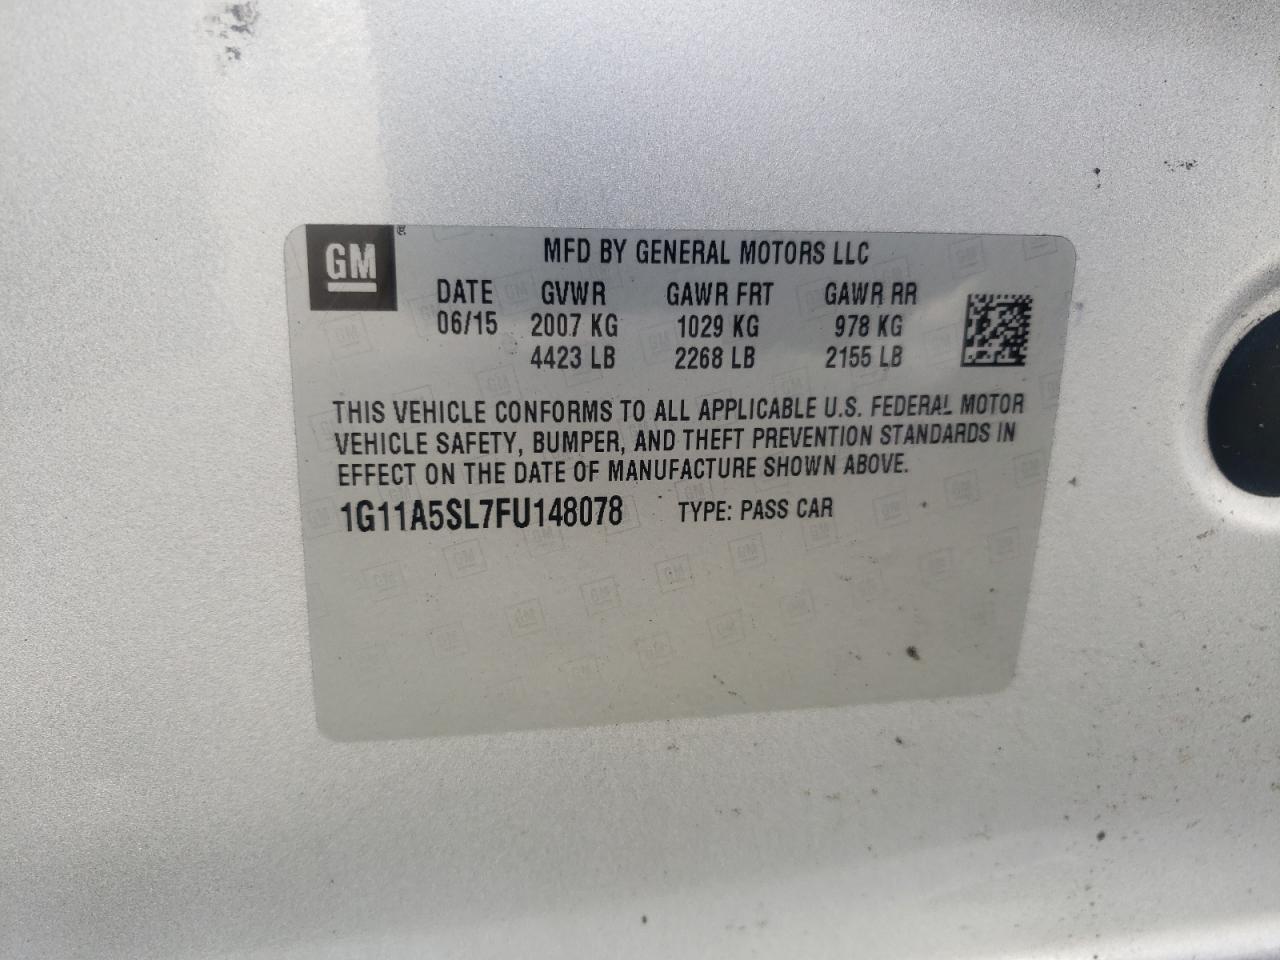 GM ®
MFD BY GENERAL MOTORS LLC
DATE GVWR GAWR FRT GAWR RR
06/15 2007 KG 1029 KG 978 KG
4423 LB 2268 LB 2155 LB
THIS VEHICLE CONFORMS TO ALL APPLICABLE U.S. FEDERAL MOTOR
VEHICLE SAFETY, BUMPER, AND THEFT PREVENTION STANDARDS IN
EFFECT ON THE DATE OF MANUFACTURE SHOWN ABOVE.
1G11A5SL7FU148078 TYPE: PASS CAR